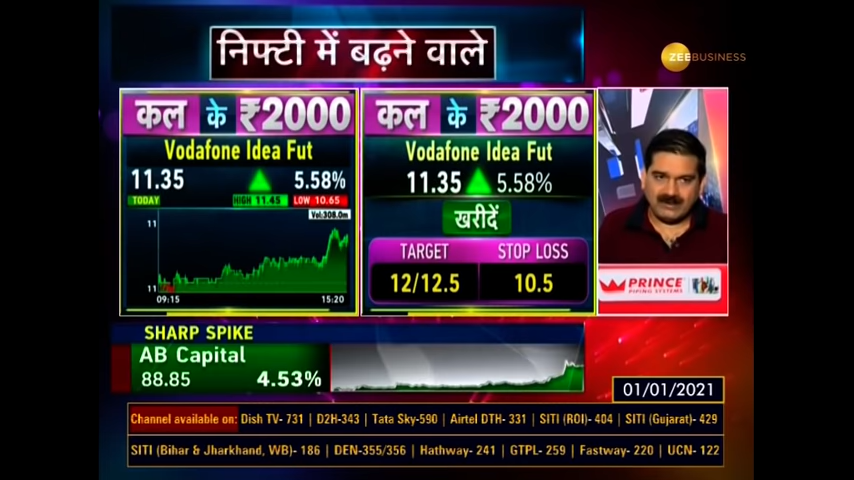 निफ्टी में बढ़ने वाले
ZEEBUSINESS
कल के ₹2000
Vodafone Idea Fut
11.35 5.58%
TODAY HIGH 11.45 LOW 10.65
Vol:308.0m
11
11
09:15 15:20
कल के ₹2000
Vodafone Idea Fut
11.35 5.58%
खरीदें
TARGET STOP LOSS
12/12.5 10.5
PRINCE
PIPING SYSTEMS
SHARP SPIKE
AB Capital
88.85 4.53%
01/01/2021
Channel available on: Dish TV- 731 | D2H-343 | Tata Sky-590 | Airtel DTH- 331 | SITI (ROI)- 404 | SITI (Gujarat)- 429
SITI (Bihar & Jharkhand, WB)- 186 | DEN-355/356 | Hathway- 241 | GTPL- 259 | Fastway- 220 | UCN- 122